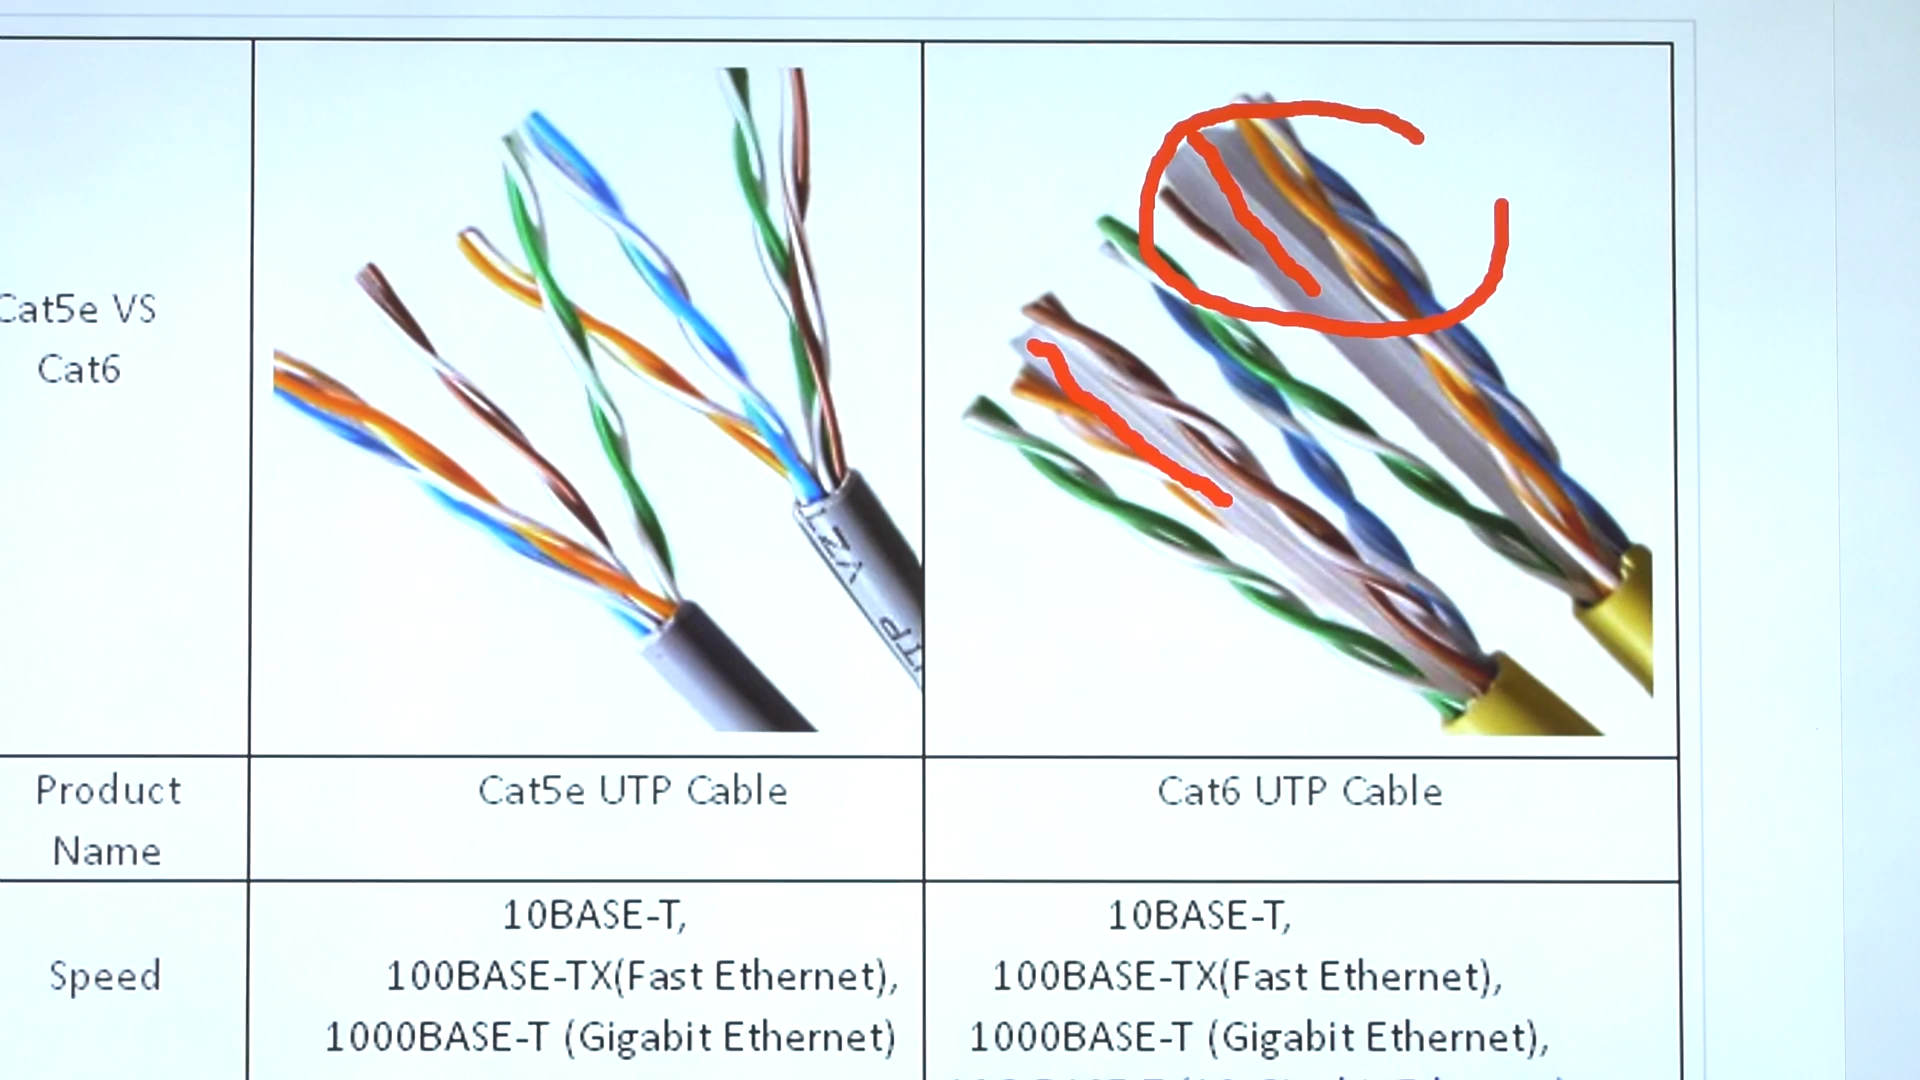 Cat5e VS
Cat6
Product
Name
Cat5e UTP Cable
Cat6 UTP Cable
Speed
10BASE-T,
100BASE-TX(Fast Ethernet),
1000BASE-T (Gigabit Ethernet)
10BASE-T,
100BASE-TX(Fast Ethernet),
1000BASE-T (Gigabit Ethernet),